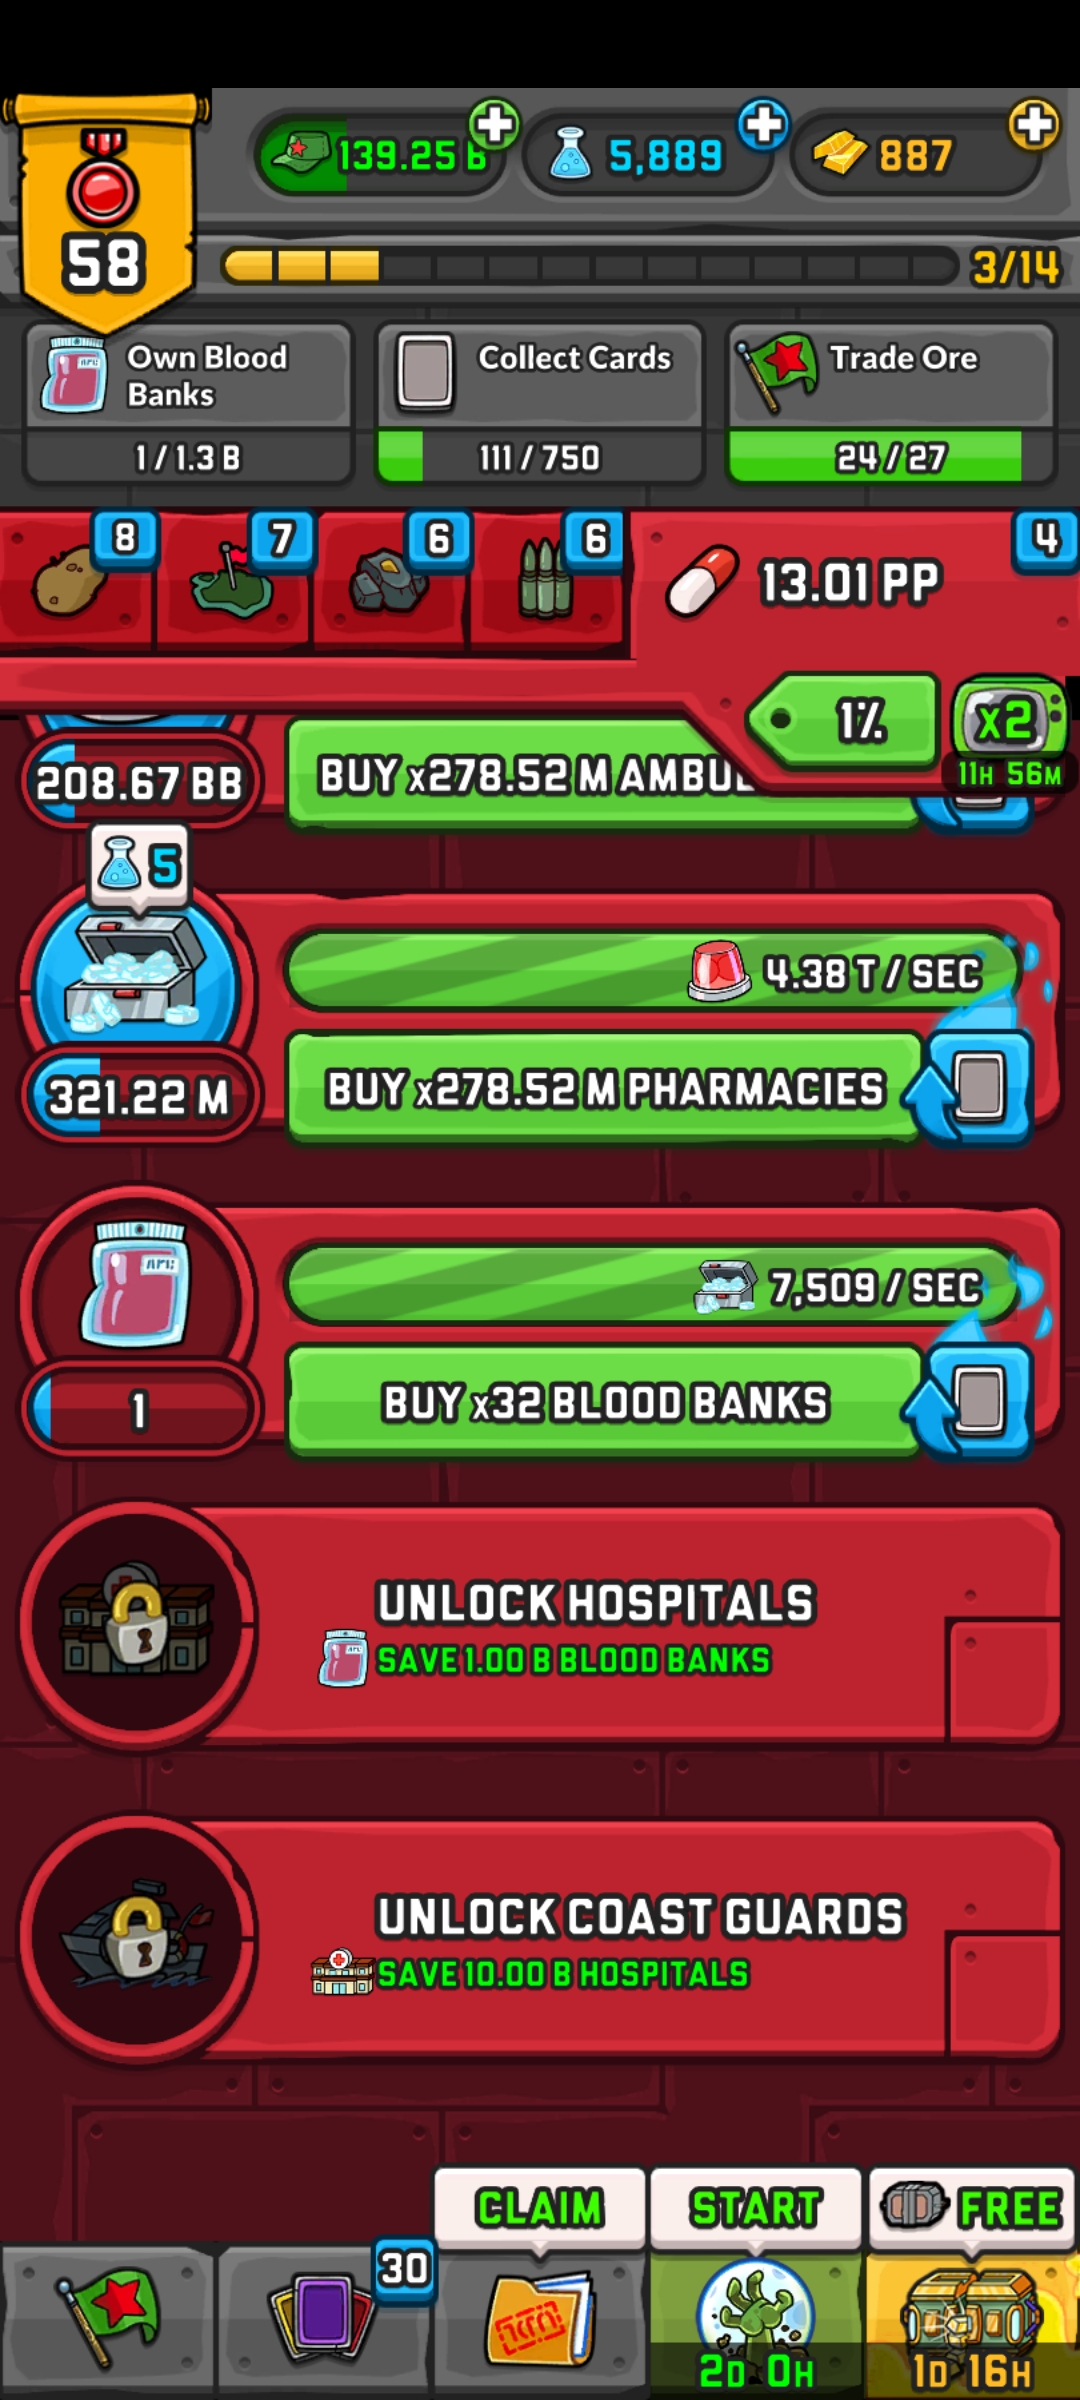 58
139.25 B
5,889
887
3/14
Own Blood
Banks
1 / 1.3 B
Collect Cards
111 / 750
Trade Ore
24 / 27
8
7
6
6
4
13.01 PP
1%
x2
11H 56M
208.67 BB
BUY x278.52 M
5
4.38 T / SEC
321.22 M
BUY x278.52 M PHARMACIES
7,509 / SEC
1
BUY x32 BLOOD BANKS
UNLOCK HOSPITALS
SAVE 1.00 B BLOOD BANKS
UNLOCK COAST GUARDS
SAVE 10.00 B HOSPITALS
CLAIM
START
FREE
30
2D 0H
1D 16H